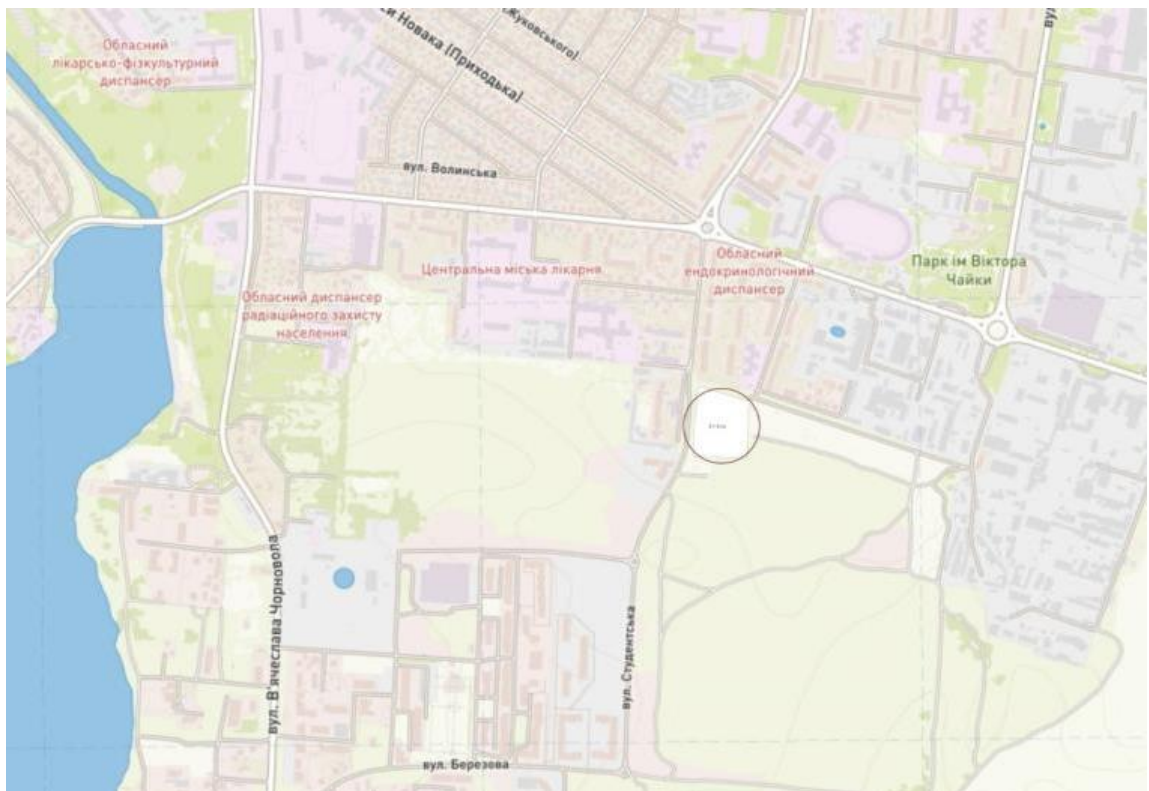 Обласний
лікарсько-фізкультурний
диспансер
и Новака (Приходька)
(Жуковського)
вул
вул. Волинська
Обласний
ендокринологічний
диспансер
Парк ім Віктора
Чайки
Центральна міська лікарня
Обласний диспансер
радіаційного захисту
населення
вул. В'ячеслава Чорновола
вул. Студентська
вул. Березова